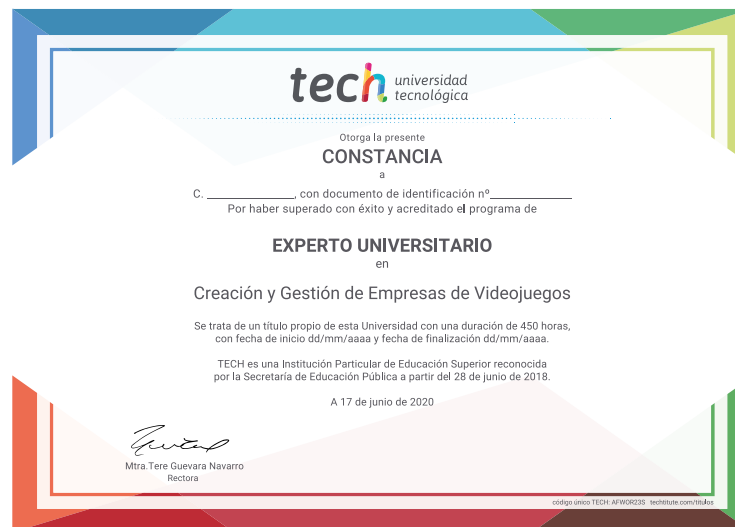 tech universidad
tecnológica
Otorga la presente
CONSTANCIA
a
C. ________________, con documento de identificación nº_______________
Por haber superado con éxito y acreditado el programa de
EXPERTO UNIVERSITARIO
en
Creación y Gestión de Empresas de Videojuegos
Se trata de un título propio de esta Universidad con una duración de 450 horas,
con fecha de inicio dd/mm/aaaa y fecha de finalización dd/mm/aaaa.
TECH es una Institución Particular de Educación Superior reconocida
por la Secretaría de Educación Pública a partir del 28 de junio de 2018.
A 17 de junio de 2020
Mtra.Tere Guevara Navarro
Rectora
código único TECH: AFWOR23S techtitute.com/titulos